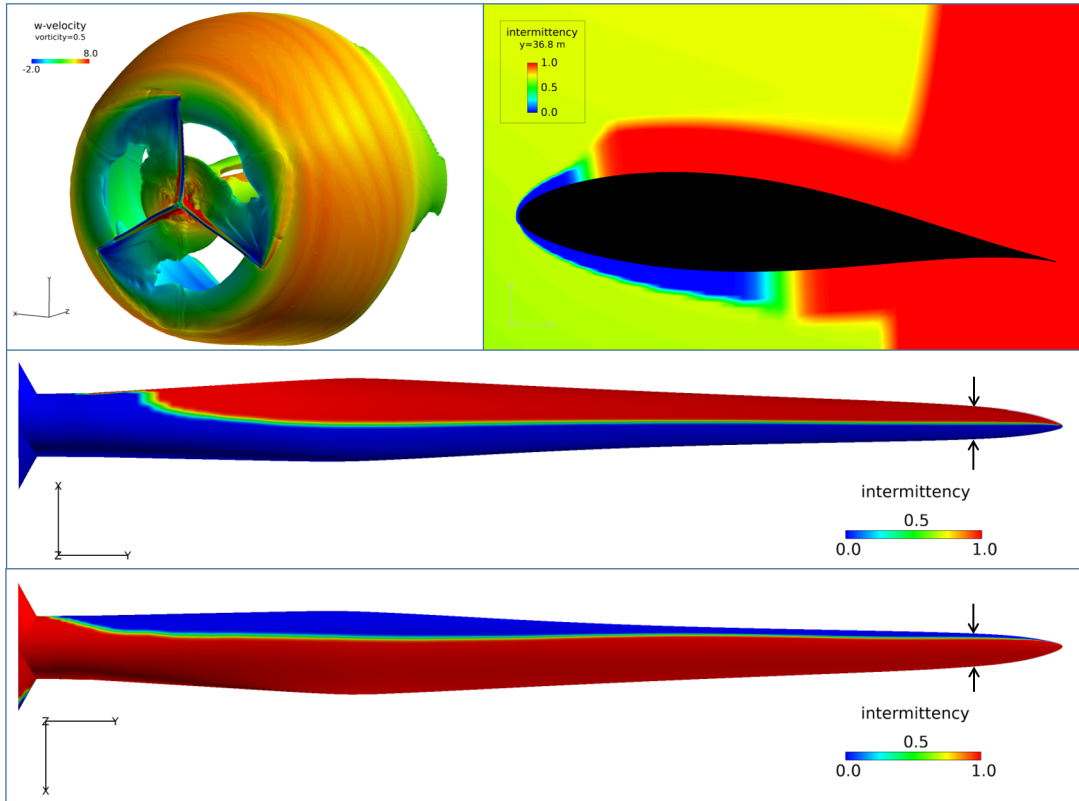 w-velocity
vorticity=0.5
8.0
-2.0
Y
X
Z
intermittency
y=36.8 m
1.0
0.5
0.0
X
Z
Y
intermittency
0.5
0.0
1.0
Z
Y
X
intermittency
0.5
0.0
1.0